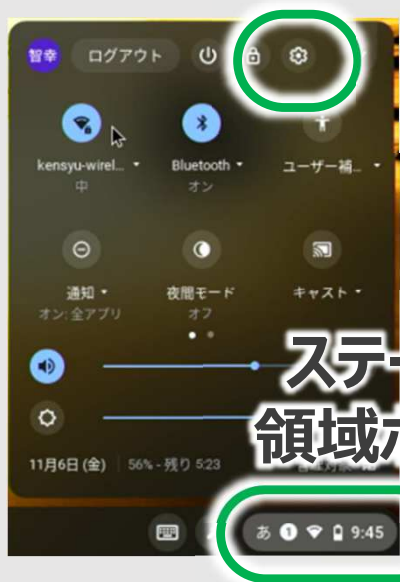 智幸 ログアウト
kensyu-wirel... Bluetooth ユーザー補...
中 オン
通知 夜間モード キャスト
オン: 全アプリ オフ
ステー
領域ボ
11月6日 (金) 56% - 残り 5:23
あ 1 9:45